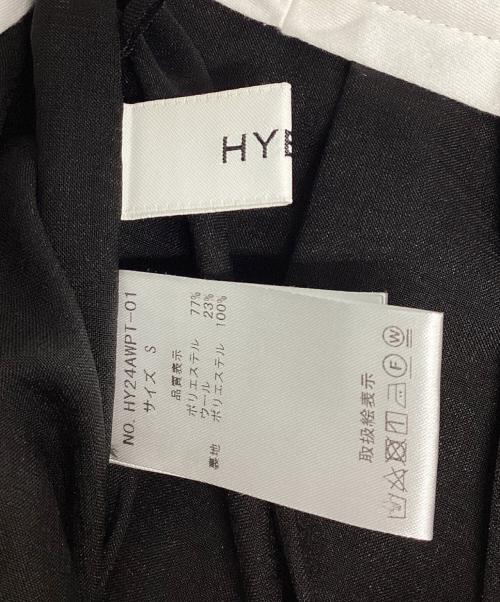 HY
NO. HY24AWPT-01
サイズ S
品質表示
ポリエステル 77%
ウール 23%
裏地 ポリエステル 100%
取扱絵表示
F W